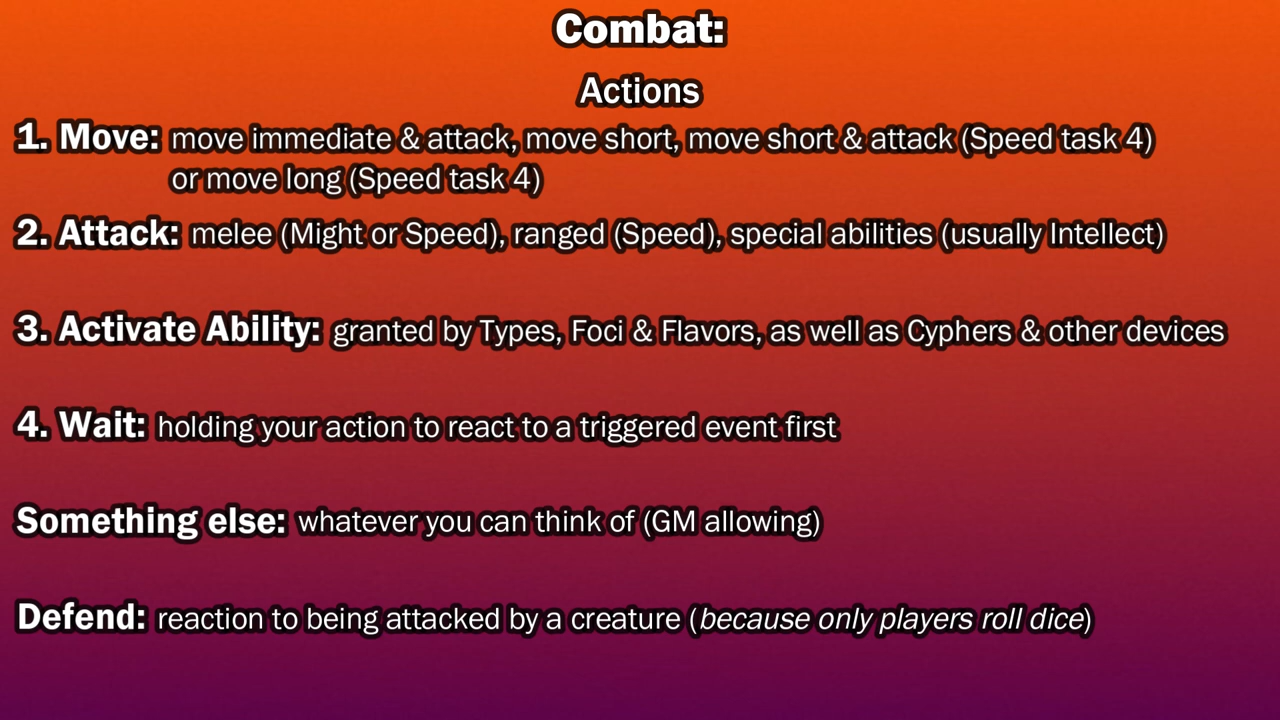 Combat:
Actions
1. Move: move immediate & attack, move short, move short & attack (Speed task 4)
or move long (Speed task 4)
2. Attack: melee (Might or Speed), ranged (Speed), special abilities (usually Intellect)
3. Activate Ability: granted by Types, Foci & Flavors, as well as Cyphers & other devices
4. Wait: holding your action to react to a triggered event first
Something else: whatever you can think of (GM allowing)
Defend: reaction to being attacked by a creature (because only players roll dice)